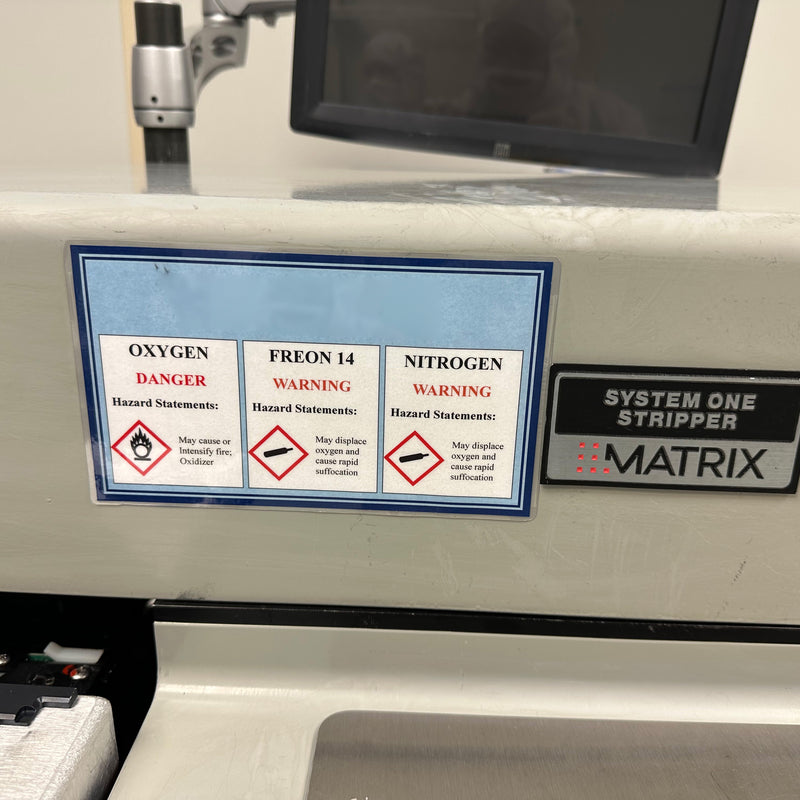 OXYGEN
DANGER
Hazard Statements:
May cause or
Intensify fire;
Oxidizer
FREON 14
WARNING
Hazard Statements:
May displace
oxygen and
cause rapid
suffocation
NITROGEN
WARNING
Hazard Statements:
May displace
oxygen and
cause rapid
suffocation
SYSTEM ONE
STRIPPER
MATRIX